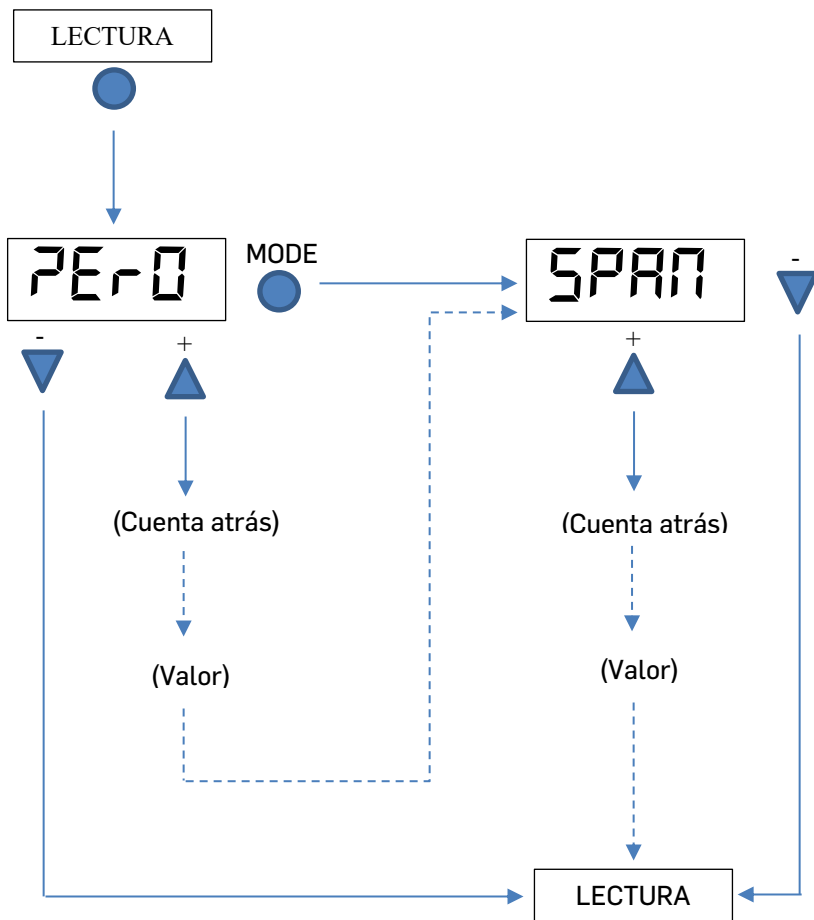 LECTURA
ZErO
MODE
SPAN
-
-
+
+
(Cuenta atrás)
(Cuenta atrás)
(Valor)
(Valor)
LECTURA